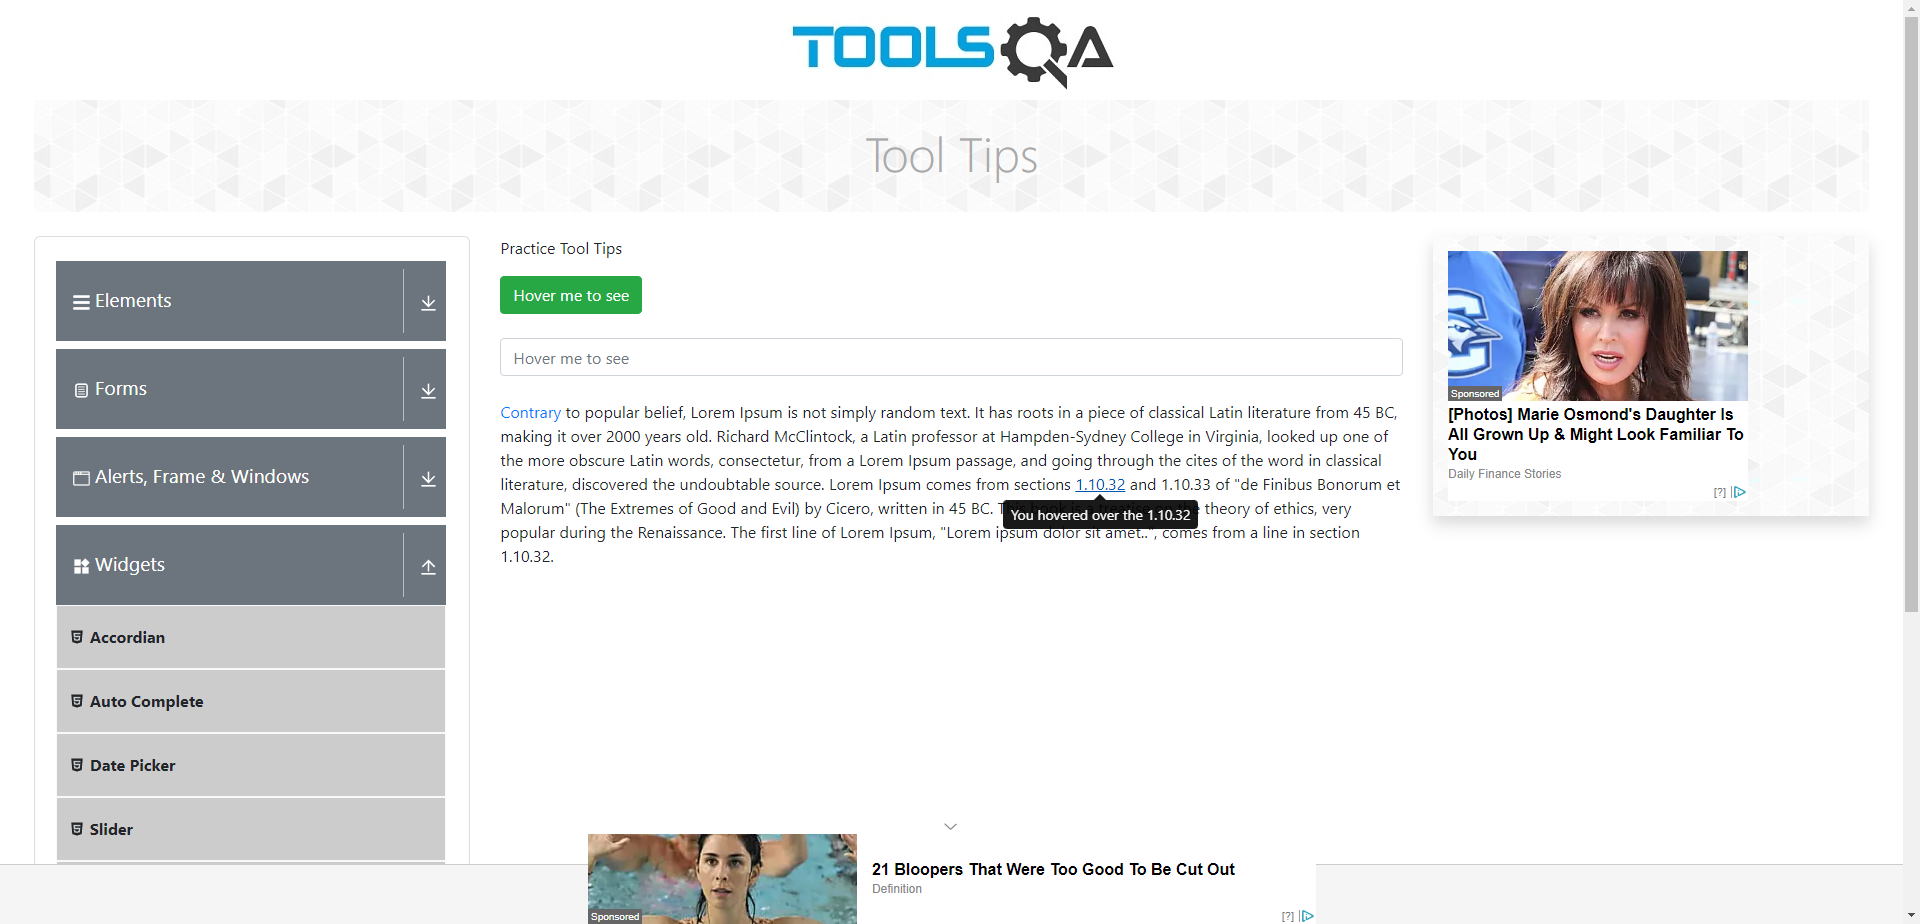 TOOLSQA
Tool Tips
Elements
Forms
Alerts, Frame & Windows
Widgets
Accordian
Auto Complete
Date Picker
Slider
Practice Tool Tips
Hover me to see
Hover me to see
Contrary to popular belief, Lorem Ipsum is not simply random text. It has roots in a piece of classical Latin literature from 45 BC,
making it over 2000 years old. Richard McClintock, a Latin professor at Hampden-Sydney College in Virginia, looked up one of
the more obscure Latin words, consectetur, from a Lorem Ipsum passage, and going through the cites of the word in classical
literature, discovered the undoubtable source. Lorem Ipsum comes from sections 1.10.32 and 1.10.33 of "de Finibus Bonorum et
Malorum" (The Extremes of Good and Evil) by Cicero, written in 45 BC. theory of ethics, very
You hovered over the 1.10.32
popular during the Renaissance. The first line of Lorem Ipsum, "Lorem ipsum dolor sit amet..", comes from a line in section
1.10.32.
Sponsored
[Photos] Marie Osmond's Daughter Is
All Grown Up & Might Look Familiar To
You
Daily Finance Stories
[?]
Sponsored
21 Bloopers That Were Too Good To Be Cut Out
Definition
[?]